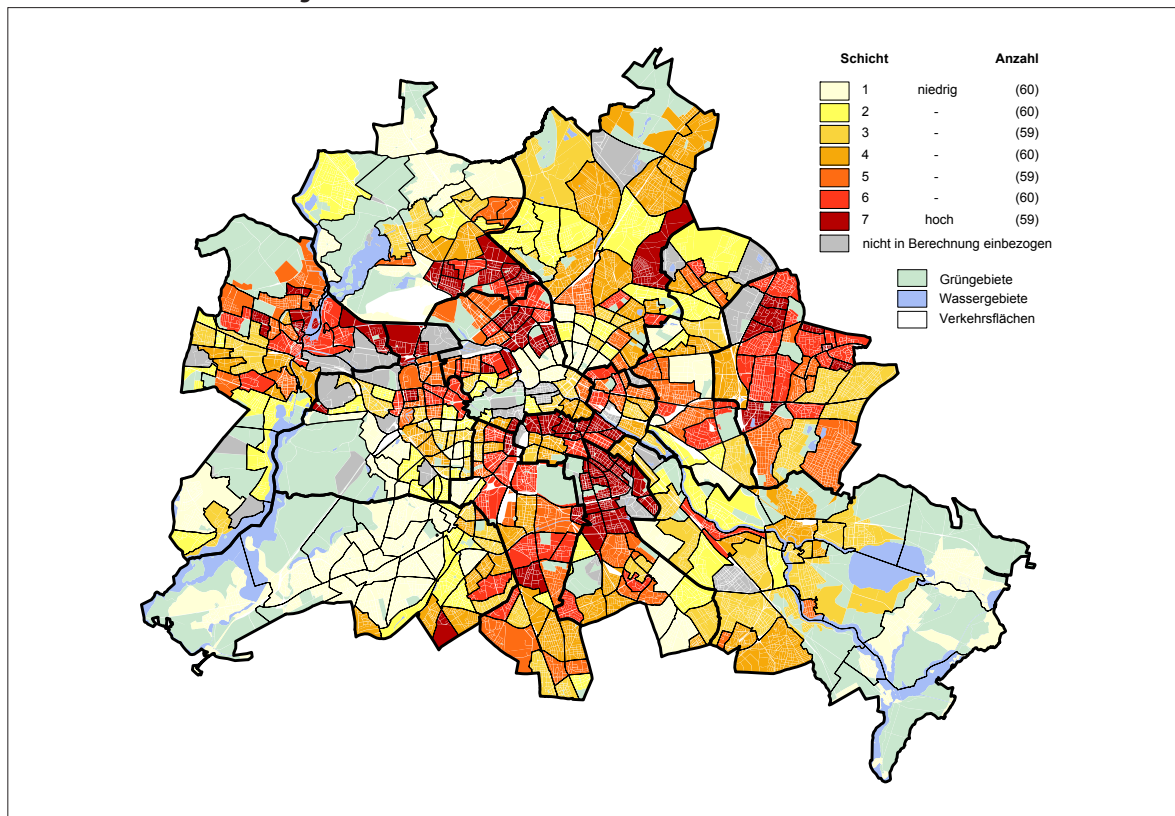 Schicht Anzahl
1 niedrig (60)
2 - (60)
3 - (59)
4 - (60)
5 - (59)
6 - (60)
7 hoch (59)
nicht in Berechnung einbezogen
Grüngebiete
Wassergebiete
Verkehrsflächen